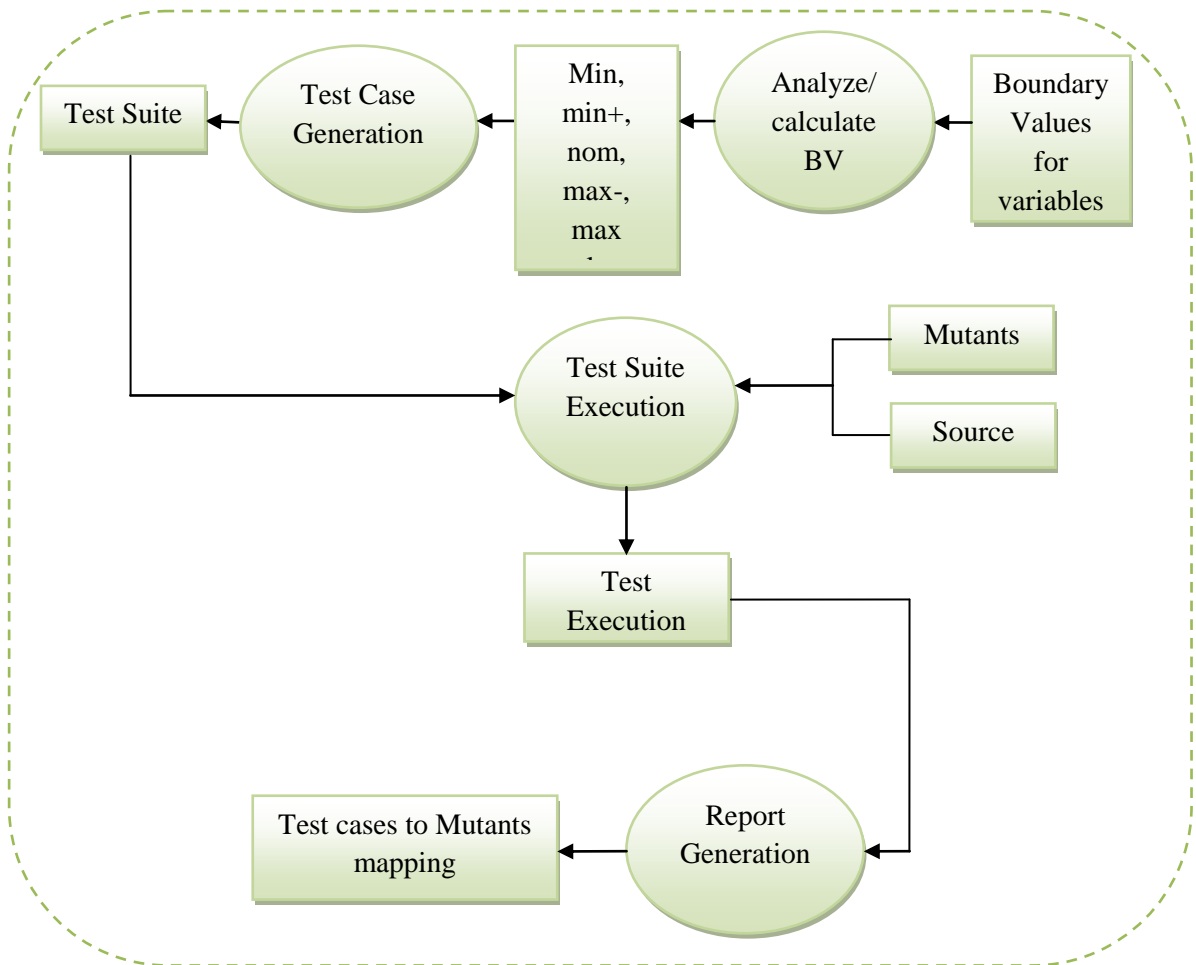 Test Suite
Test Case
Generation
Min,
min+,
nom,
max-,
max
Analyze/
calculate
BV
Boundary
Values
for
variables
Test Suite
Execution
Mutants
Source
Test
Execution
Report
Generation
Test cases to Mutants
mapping